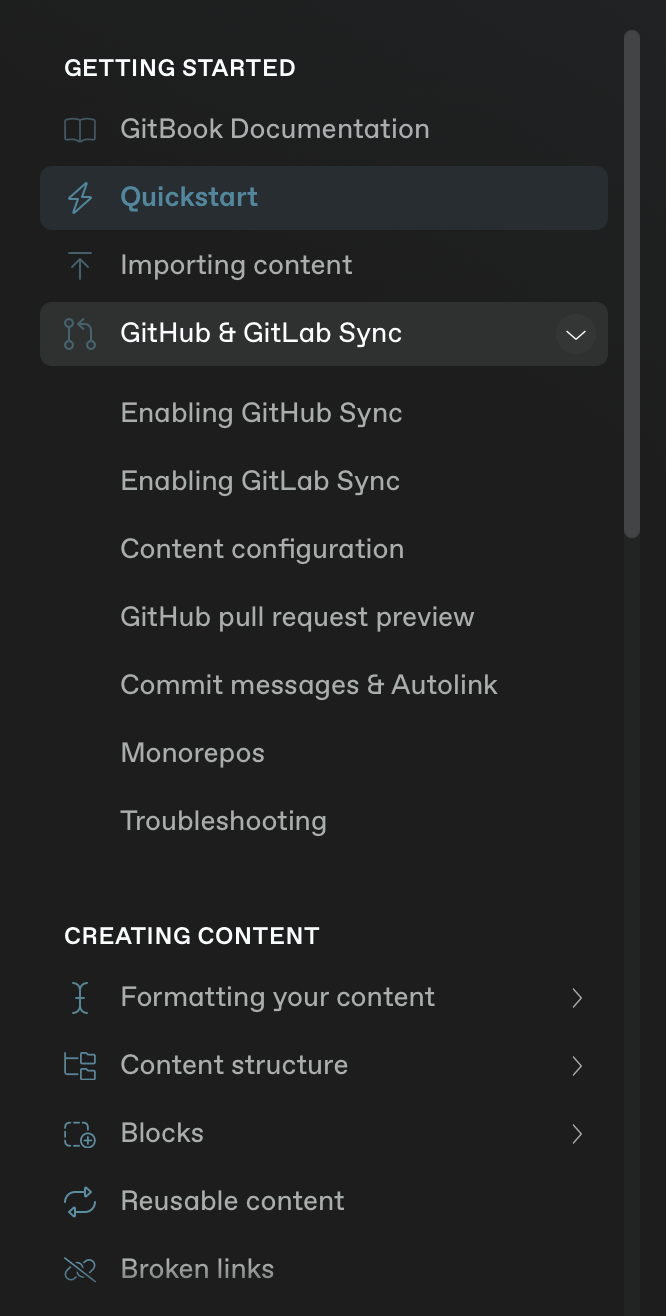 GETTING STARTED
GitBook Documentation
Quickstart
Importing content
GitHub & GitLab Sync
Enabling GitHub Sync
Enabling GitLab Sync
Content configuration
GitHub pull request preview
Commit messages & Autolink
Monorepos
Troubleshooting
CREATING CONTENT
Formatting your content
Content structure
Blocks
Reusable content
Broken links